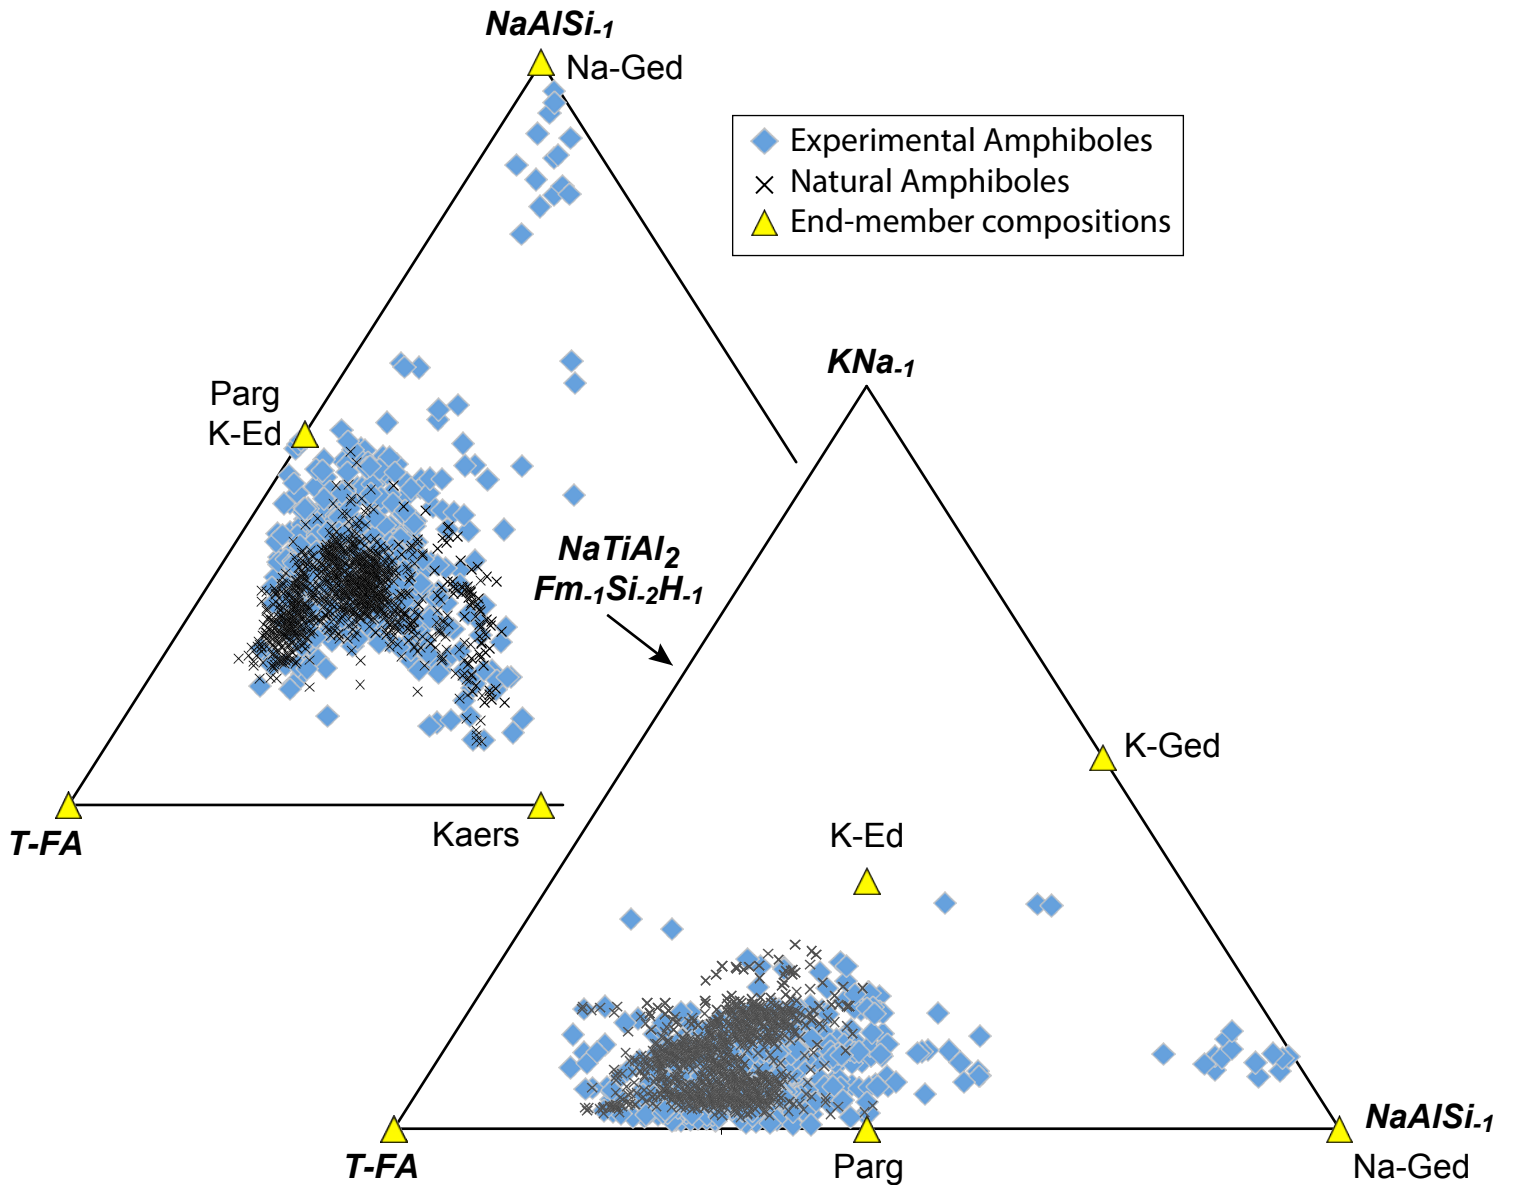 NaAlSi-1
Na-Ged
Experimental Amphiboles
Natural Amphiboles
End-member compositions
KNa-1
Parg
K-Ed
NaTiAl2
Fm-1Si-2H-1
K-Ged
T-FA
Kaers
K-Ed
NaAlSi-1
T-FA
Parg
Na-Ged